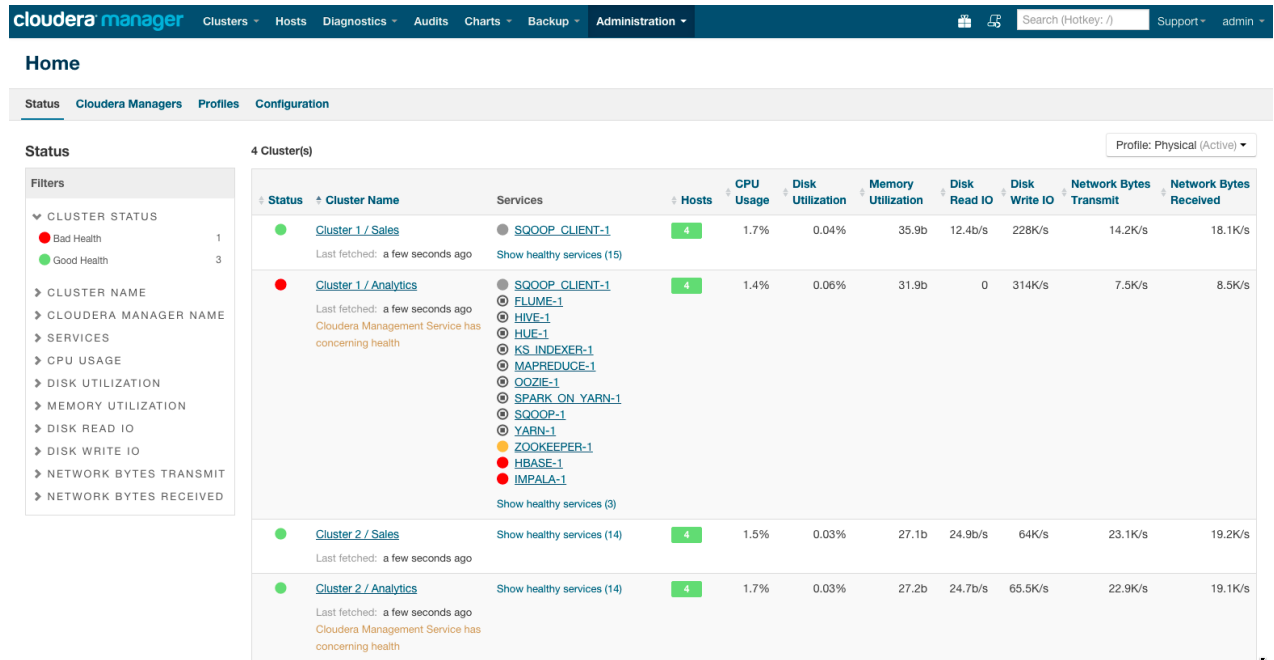 cloudera manager Clusters Hosts Diagnostics Audits Charts Backup Administration Search (Hotkey: /) Support admin
Home
Status Cloudera Managers Profiles Configuration
Status
Filters
CLUSTER STATUS
Bad Health 1
Good Health 3
CLUSTER NAME
CLOUDERA MANAGER NAME
SERVICES
CPU USAGE
DISK UTILIZATION
MEMORY UTILIZATION
DISK READ IO
DISK WRITE IO
NETWORK BYTES TRANSMIT
NETWORK BYTES RECEIVED
4 Cluster(s)
Profile: Physical (Active)
Status Cluster Name Services Hosts CPU Usage Disk Utilization Memory Utilization Disk Read IO Disk Write IO Network Bytes Transmit Network Bytes Received
Cluster 1 / Sales SQOOP_CLIENT-1 4 1.7% 0.04% 35.9b 12.4b/s 228K/s 14.2K/s 18.1K/s
Last fetched: a few seconds ago Show healthy services (15)
Cluster 1 / Analytics SQOOP_CLIENT-1 4 1.4% 0.06% 31.9b 0 314K/s 7.5K/s 8.5K/s
Last fetched: a few seconds ago
Cloudera Management Service has
concerning health
FLUME-1
HIVE-1
HUE-1
KS_INDEXER-1
MAPREDUCE-1
OOZIE-1
SPARK_ON_YARN-1
SQOOP-1
YARN-1
ZOOKEEPER-1
HBASE-1
IMPALA-1
Show healthy services (3)
Cluster 2 / Sales Show healthy services (14) 4 1.5% 0.03% 27.1b 24.9b/s 64K/s 23.1K/s 19.2K/s
Last fetched: a few seconds ago
Cluster 2 / Analytics Show healthy services (14) 4 1.7% 0.03% 27.2b 24.7b/s 65.5K/s 22.9K/s 19.1K/s
Last fetched: a few seconds ago
Cloudera Management Service has
concerning health